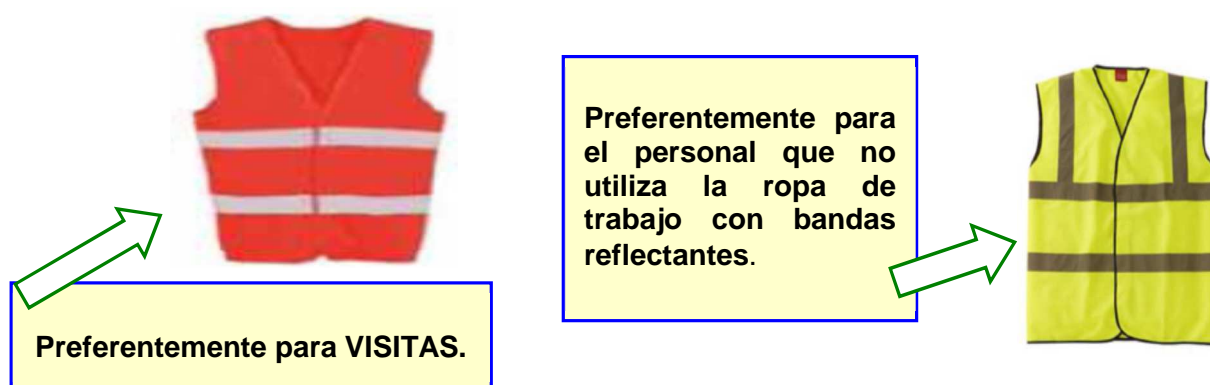 Preferentemente para VISITAS.
Preferentemente para
el personal que no
utiliza la ropa de
trabajo con bandas
reflectantes.